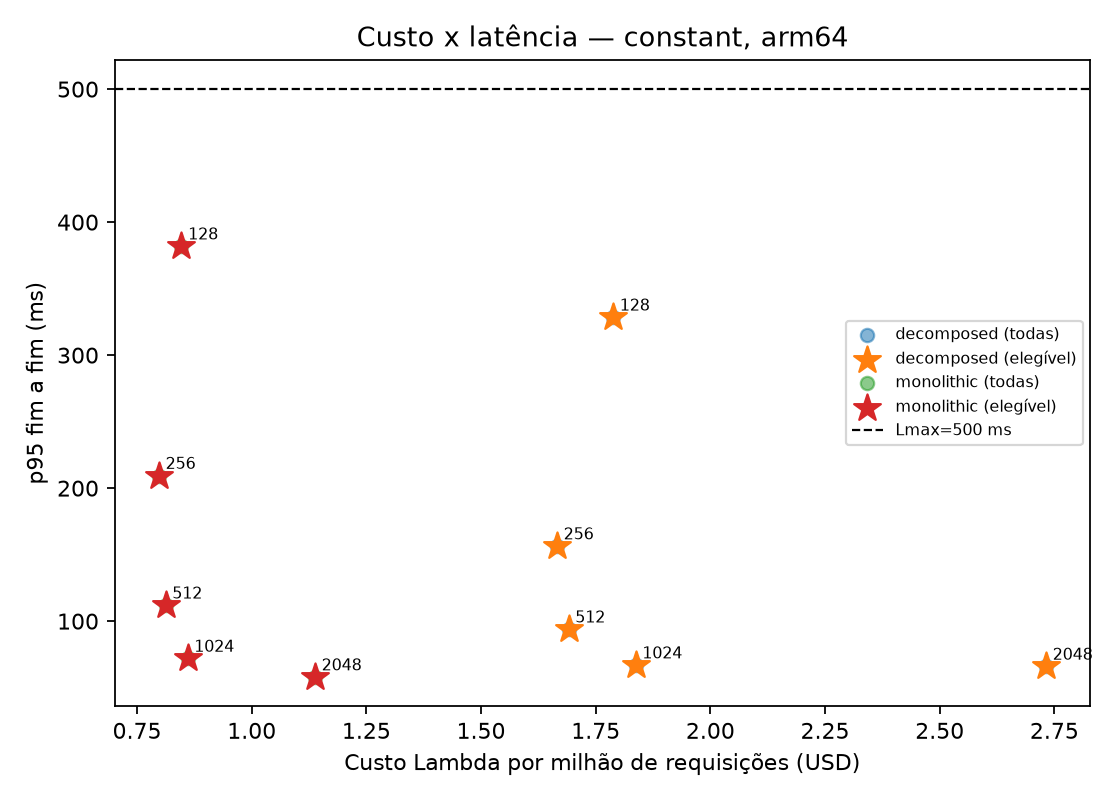 Custo x latência — constant, arm64
p95 fim a fim (ms)
500
400
300
200
100
128
128
256
256
512
512
1024
1024
2048
2048
decomposed (todas)
decomposed (elegível)
monolithic (todas)
monolithic (elegível)
Lmax=500 ms
0.75 1.00 1.25 1.50 1.75 2.00 2.25 2.50 2.75
Custo Lambda por milhão de requisições (USD)